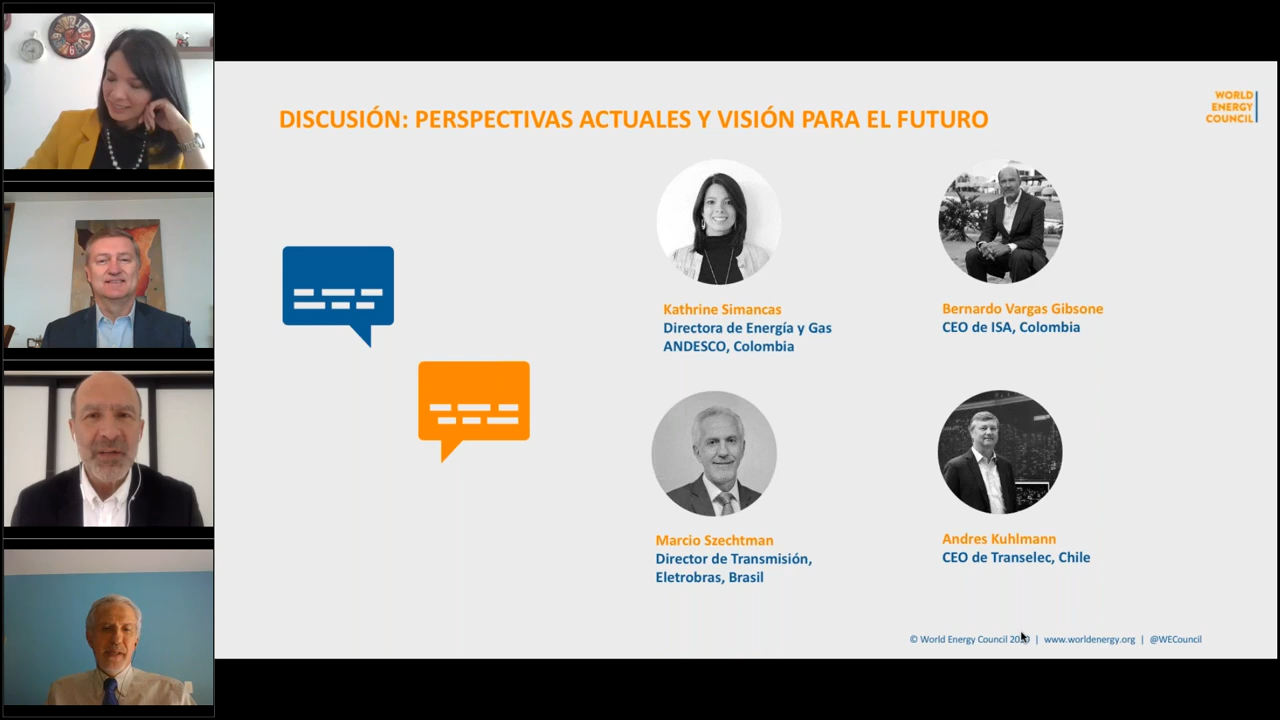 DISCUSIÓN: PERSPECTIVAS ACTUALES Y VISIÓN PARA EL FUTURO
WORLD
ENERGY
COUNCIL
Kathrine Simancas
Directora de Energía y Gas
ANDESCO, Colombia
Bernardo Vargas Gibsone
CEO de ISA, Colombia
Marcio Szechtman
Director de Transmisión,
Eletrobras, Brasil
Andres Kuhlmann
CEO de Transelec, Chile
© World Energy Council | www.worldenergy.org | @WECouncil